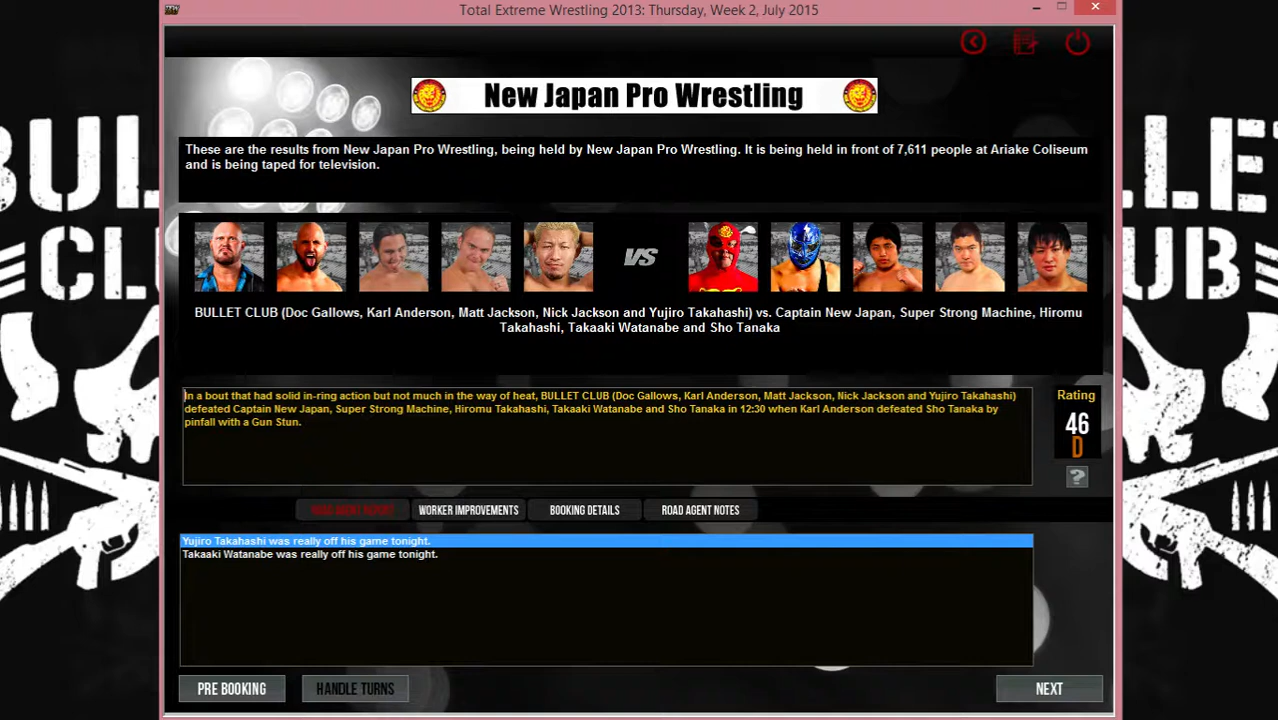 Total Extreme Wrestling 2013: Thursday, Week 2, July 2015
New Japan Pro Wrestling
These are the results from New Japan Pro Wrestling, being held by New Japan Pro Wrestling. It is being held in front of 7,611 people at Ariake Coliseum
and is being taped for television.
VS
BULLET CLUB (Doc Gallows, Karl Anderson, Matt Jackson, Nick Jackson and Yujiro Takahashi) vs. Captain New Japan, Super Strong Machine, Hiromu
Takahashi, Takaaki Watanabe and Sho Tanaka
In a bout that had solid in-ring action but not much in the way of heat, BULLET CLUB (Doc Gallows, Karl Anderson, Matt Jackson, Nick Jackson and Yujiro Takahashi)
defeated Captain New Japan, Super Strong Machine, Hiromu Takahashi, Takaaki Watanabe and Sho Tanaka in 12:30 when Karl Anderson defeated Sho Tanaka by
pinfall with a Gun Stun.
Rating
46
D
?
ROAD AGENT REPORT
WORKER IMPROVEMENTS
BOOKING DETAILS
ROAD AGENT NOTES
Yujiro Takahashi was really off his game tonight.
Takaaki Watanabe was really off his game tonight.
PRE BOOKING
HANDLE TURNS
NEXT
BUL
CL
LLET
UB